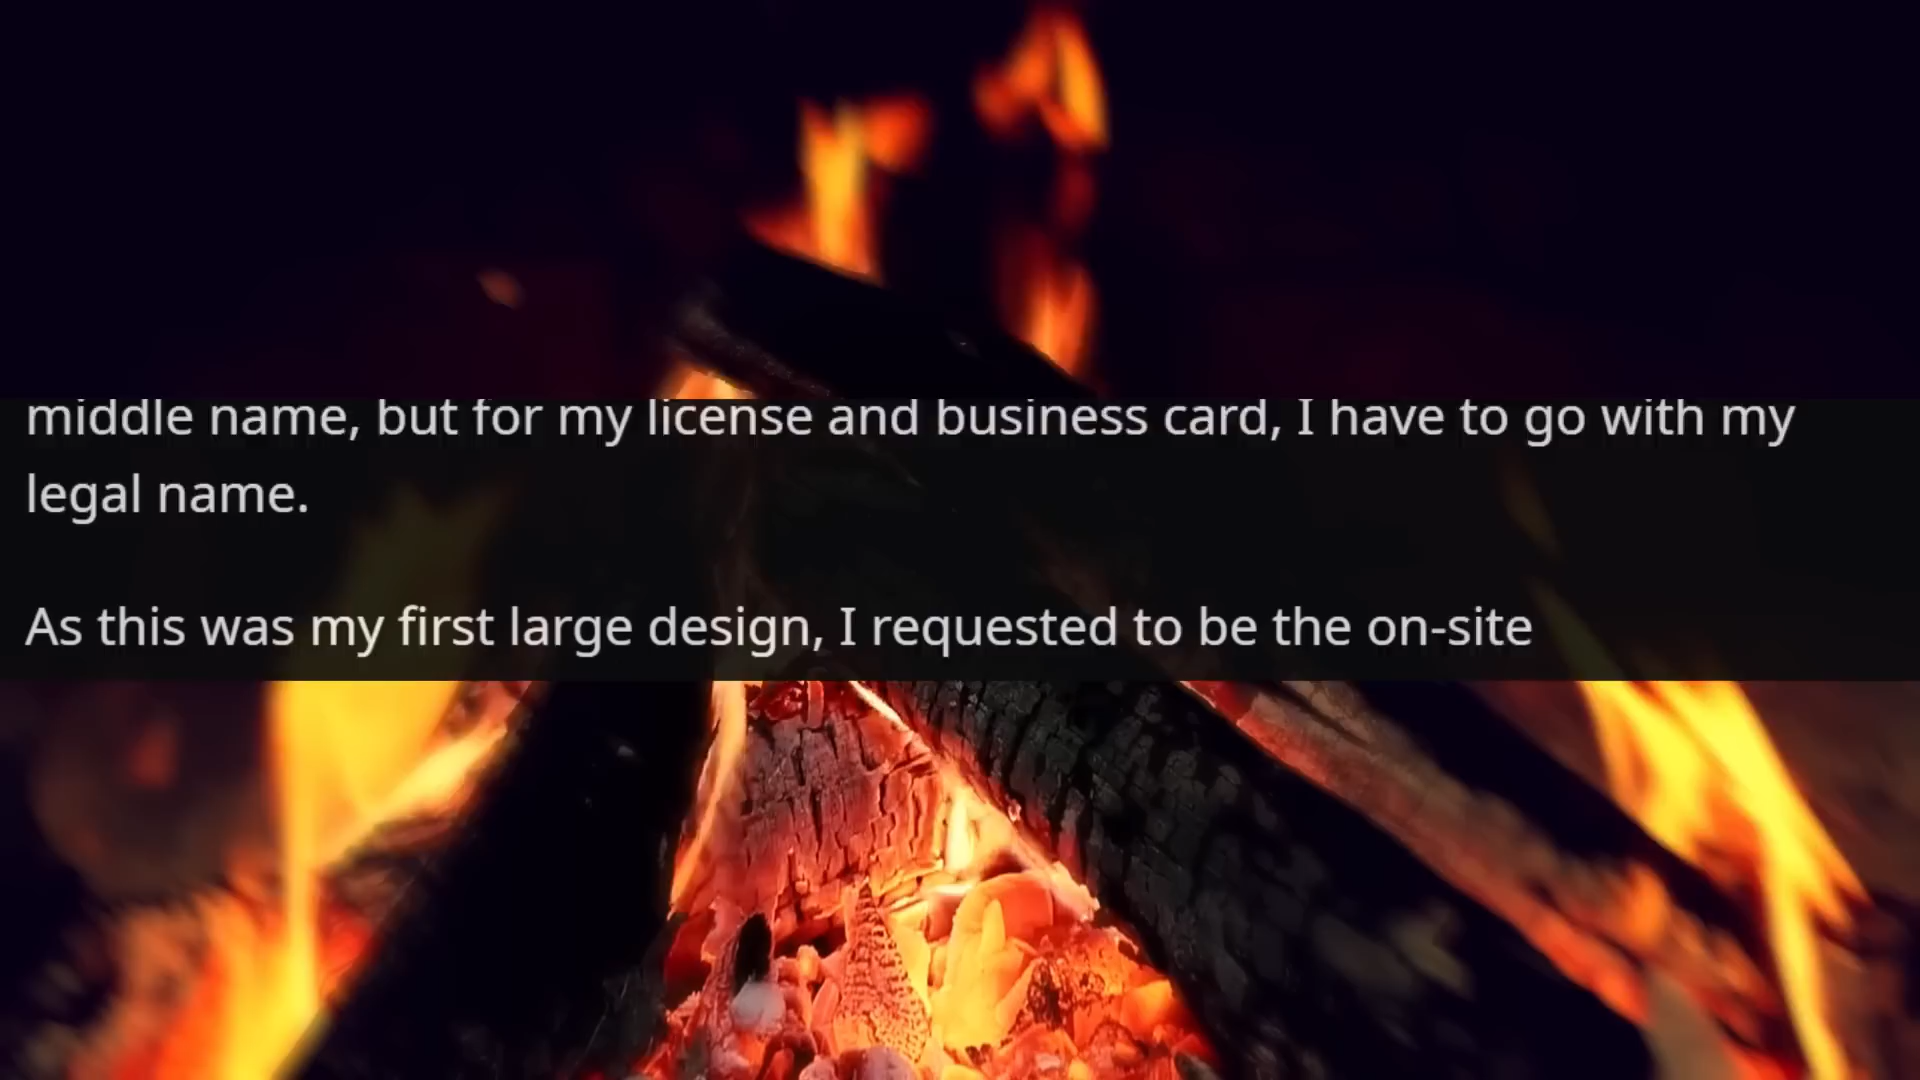 middle name, but for my license and business card, I have to go with my
legal name.
As this was my first large design, I requested to be the on-site